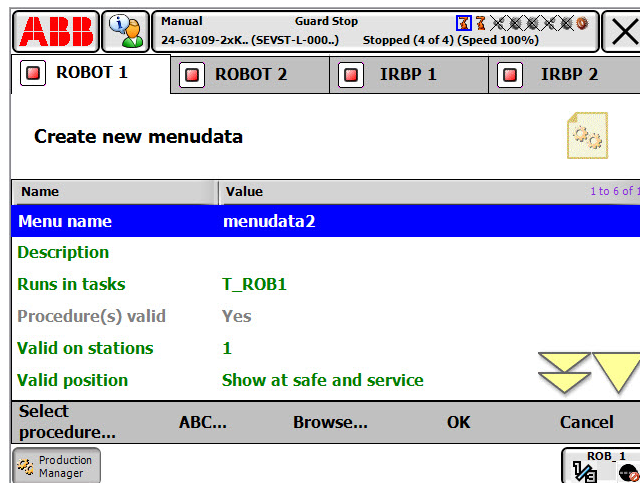 ABB
Manual Guard Stop
24-63109-2xK.. (SEVST-L-000..) Stopped (4 of 4) (Speed 100%)
ROBOT 1 ROBOT 2 IRBP 1 IRBP 2
Create new menudata
Name Value 1 to 6 of 1
Menu name menudata2
Description
Runs in tasks T_ROB1
Procedure(s) valid Yes
Valid on stations 1
Valid position Show at safe and service
Select
procedure... ABC... Browse... OK Cancel
Production
Manager
ROB_1
1/3